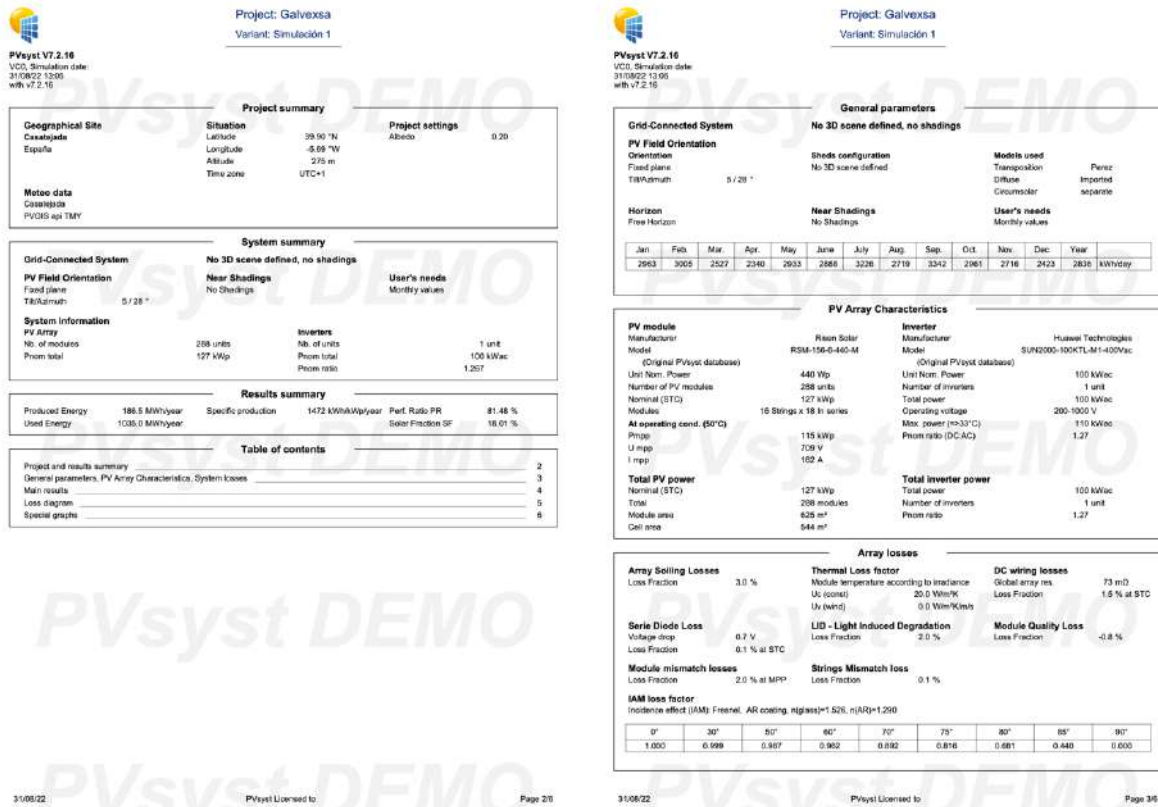 Project: Galvexsa
Variant: Simulación 1
PVsyst V7.2.16
VC0, Simulation date:
31/08/22 13:05
with v7.2.16
PVsyst DEMO
Project summary
Geographical Site
Casatejada
España
Situation
Latitude 39.90 °N
Longitude -5.69 °W
Altitude 275 m
Time zone UTC+1
Project settings
Albedo 0.20
Meteo data
Casatejada
PVGIS api TMY
System summary
Grid-Connected System
No 3D scene defined, no shadings
PV Field Orientation
Fixed plane
Tilt/Azimuth 5 / 28 °
Near Shadings
No Shadings
User's needs
Monthly values
System information
PV Array
Nb. of modules 288 units
Pnom total 127 kWp
Inverters
Nb. of units 1 unit
Pnom total 100 kWac
Pnom ratio 1.267
Results summary
Produced Energy 186.5 MWh/year Specific production 1472 kWh/kWp/year Perf. Ratio PR 81.48 %
Used Energy 1035.0 MWh/year Solar Fraction SF 18.01 %
Table of contents
Project and results summary 2
General parameters, PV Array Characteristics, System losses 3
Main results 4
Loss diagram 5
Special graphs 6
PVsyst DEMO
PVsyst DEMO
31/08/22 PVsyst Licensed to Page 2/6
Project: Galvexsa
Variant: Simulación 1
PVsyst V7.2.16
VC0, Simulation date:
31/08/22 13:05
with v7.2.16
PVsyst DEMO
General parameters
Grid-Connected System
No 3D scene defined, no shadings
PV Field Orientation
Orientation
Fixed plane
Tilt/Azimuth 5 / 28 °
Sheds configuration
No 3D scene defined
Models used
Transposition Perez
Diffuse Imported
Circumsolar separate
Horizon
Free Horizon
Near Shadings
No Shadings
User's needs
Monthly values
Jan. Feb. Mar. Apr. May June July Aug. Sep. Oct. Nov. Dec. Year
2963 3005 2527 2340 2933 2888 3226 2719 3342 2961 2716 2423 2836 kWh/day
PV Array Characteristics
PV module
Manufacturer Risen Solar
Model RSM-156-6-440-M
(Original PVsyst database)
Unit Nom. Power 440 Wp
Number of PV modules 288 units
Nominal (STC) 127 kWp
Modules 16 Strings x 18 In series
At operating cond. (50°C)
Pmpp 115 kWp
U mpp 709 V
I mpp 162 A
Inverter
Manufacturer Huawei Technologies
Model SUN2000-100KTL-M1-400Vac
(Original PVsyst database)
Unit Nom. Power 100 kWac
Number of inverters 1 unit
Total power 100 kWac
Operating voltage 200-1000 V
Max. power (=>33°C) 110 kWac
Pnom ratio (DC:AC) 1.27
Total PV power
Nominal (STC) 127 kWp
Total 288 modules
Module area 625 m²
Cell area 544 m²
Total inverter power
Total power 100 kWac
Number of inverters 1 unit
Pnom ratio 1.27
Array losses
Array Soiling Losses
Loss Fraction 3.0 %
Thermal Loss factor
Module temperature according to irradiance
Uc (const) 20.0 W/m²K
Uv (wind) 0.0 W/m²K/m/s
DC wiring losses
Global array res. 73 mΩ
Loss Fraction 1.5 % at STC
Serie Diode Loss
Voltage drop 0.7 V
Loss Fraction 0.1 % at STC
LID - Light Induced Degradation
Loss Fraction 2.0 %
Module Quality Loss
Loss Fraction -0.8 %
Module mismatch losses
Loss Fraction 2.0 % at MPP
Strings Mismatch loss
Loss Fraction 0.1 %
IAM loss factor
Incidence effect (IAM): Fresnel, AR coating, n(glass)=1.526, n(AR)=1.290
0° 30° 50° 60° 70° 75° 80° 85° 90°
1.000 0.999 0.987 0.962 0.892 0.816 0.681 0.440 0.000
PVsyst DEMO
31/08/22 PVsyst Licensed to Page 3/6